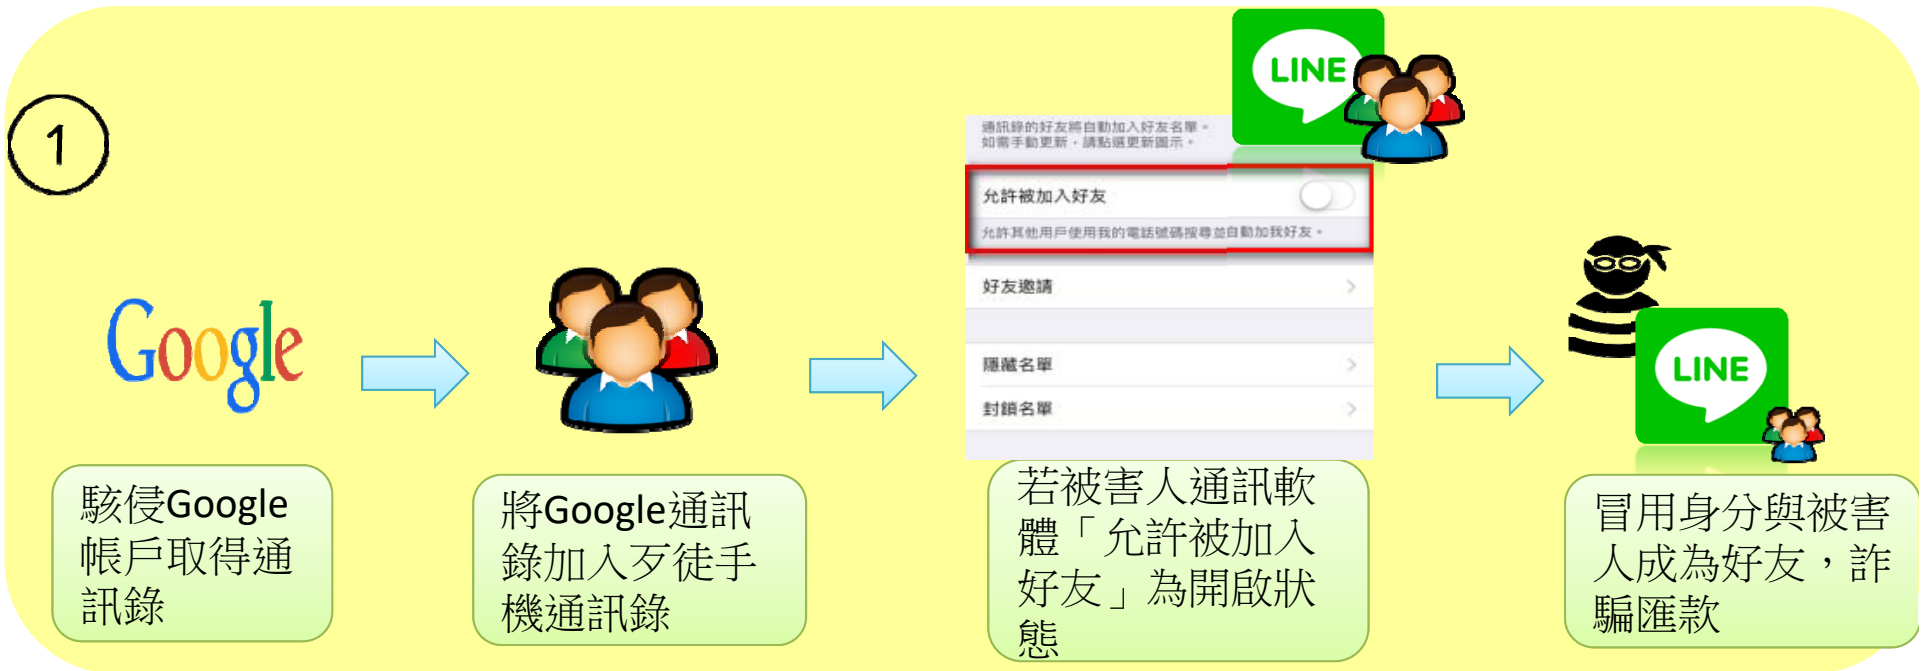 1
Google
駭侵Google
帳戶取得通
訊錄
將Google通訊
錄加入歹徒手
機通訊錄
LINE
通訊錄的好友將自動加入好友名單。
如需手動更新，請點選更新圖示。
允許被加入好友
允許其他用戶使用我的電話號碼搜尋並自動加我好友。
好友邀請
隱藏名單
封鎖名單
若被害人通訊軟
體「允許被加入
好友」為開啟狀
態
LINE
冒用身分與被害
人成為好友，詐
騙匯款